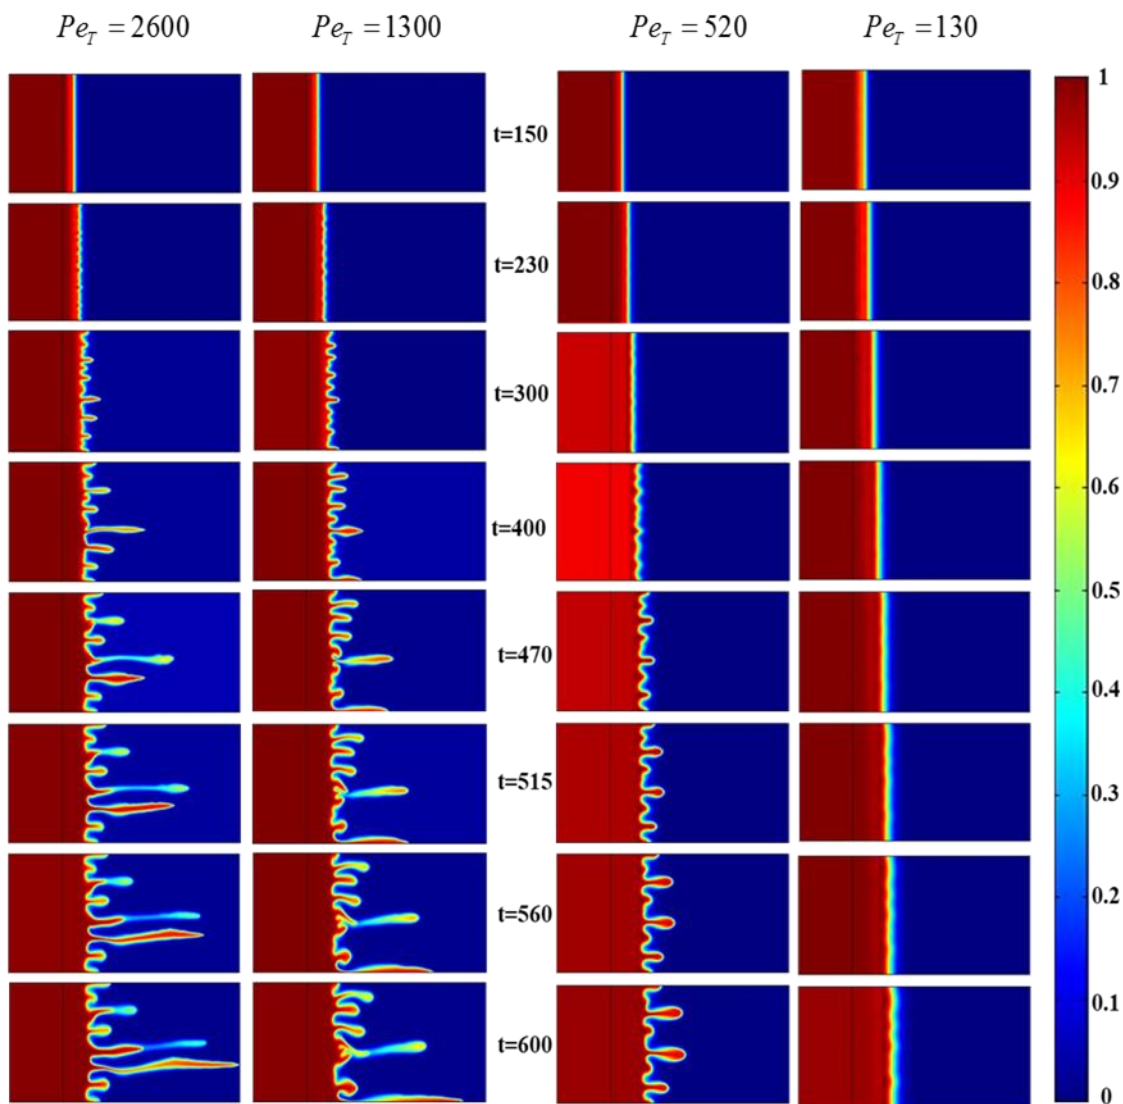 Pe_T = 2600 Pe_T = 1300 Pe_T = 520 Pe_T = 130
t=150
t=230
t=300
t=400
t=470
t=515
t=560
t=600
1
0.9
0.8
0.7
0.6
0.5
0.4
0.3
0.2
0.1
0